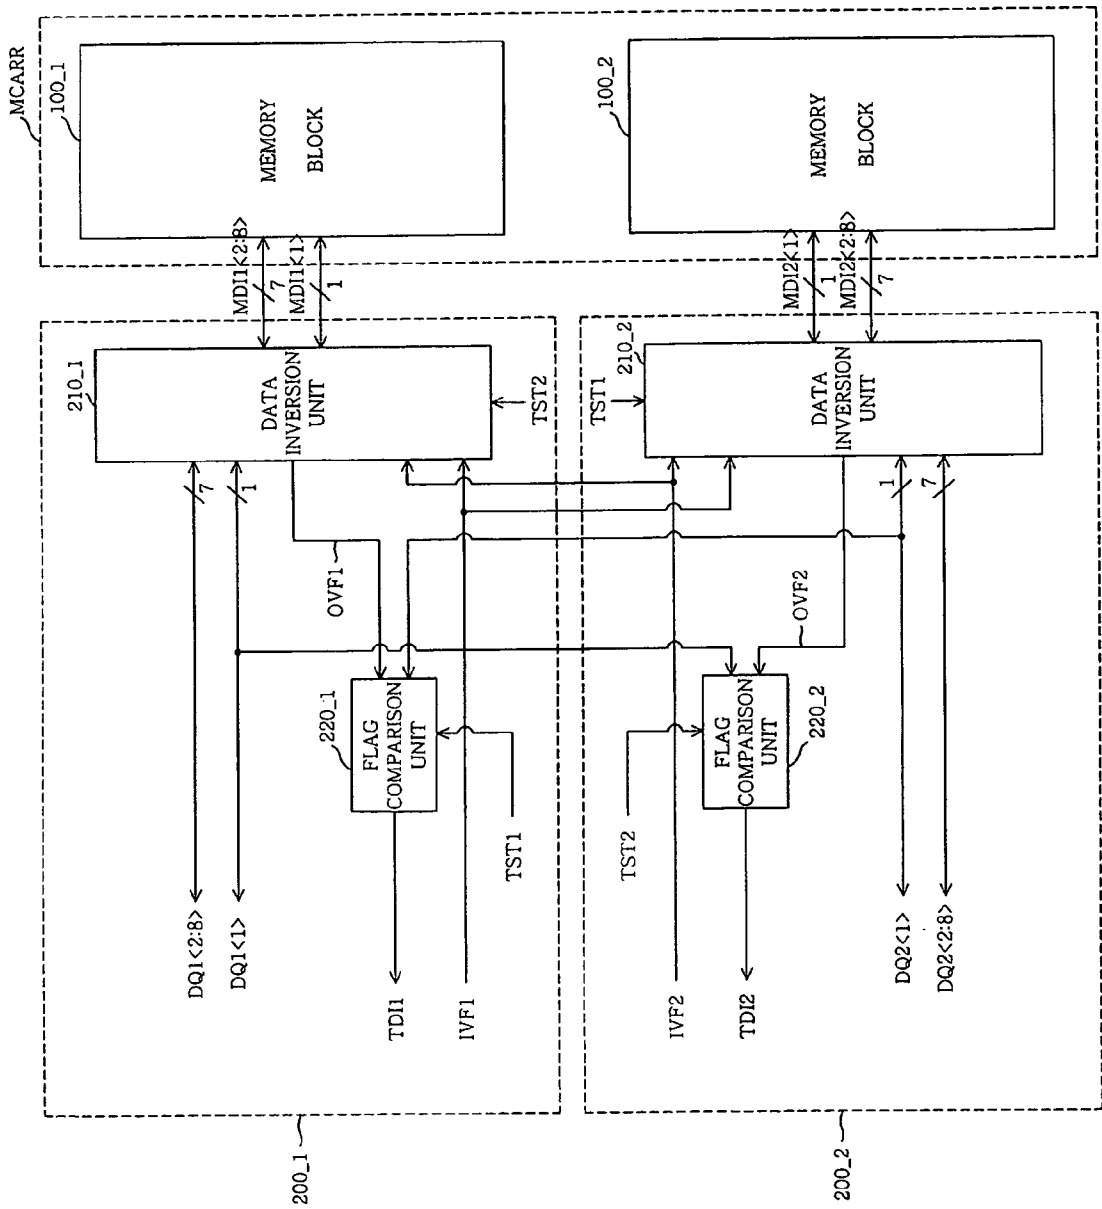 MCARR
100_1
MEMORY
BLOCK
100_2
MEMORY
BLOCK
MDI1<2:8>
7
MDI1<1>
1
MDI2<1>
1
MDI2<2:8>
7
210_1
DATA
INVERSION
UNIT
TST2
TST1
210_2
DATA
INVERSION
UNIT
7
1
1
7
OVF1
OVF2
220_1
FLAG
COMPARISON
UNIT
TST1
TST2
FLAG
COMPARISON
UNIT
220_2
DQ1<2:8>
DQ1<1>
TDI1
IVF1
IVF2
TDI2
DQ2<1>
DQ2<2:8>
200_1
200_2